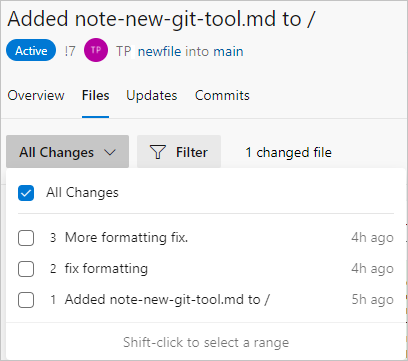 Added note-new-git-tool.md to /
Active !7 TP TP newfile into main
Overview Files Updates Commits
All Changes Filter 1 changed file
All Changes
3 More formatting fix. 4h ago
2 fix formatting 4h ago
1 Added note-new-git-tool.md to / 5h ago
Shift-click to select a range